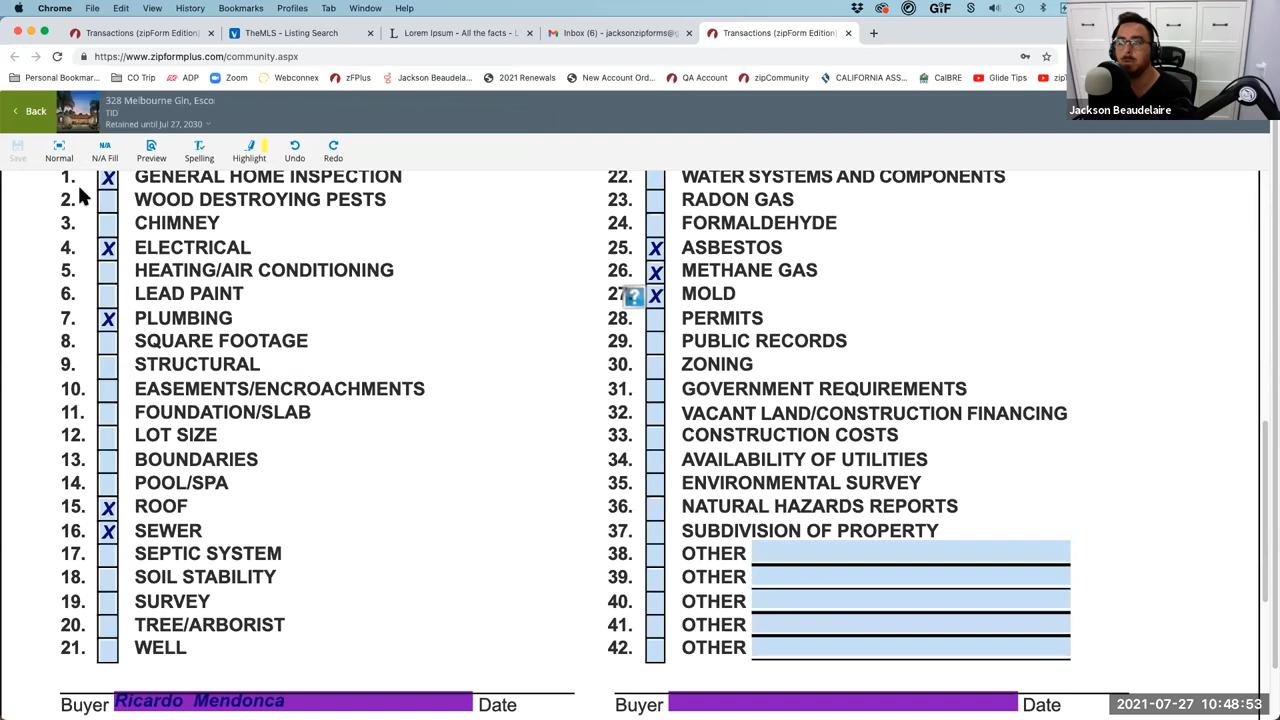 Chrome File Edit View History Bookmarks Profiles Tab Window Help GIF
Transactions (zipForm Edition) TheMLS - Listing Search Lorem Ipsum - All the facts - L Inbox (6) - jacksonzipforms@g Transactions (zipForm Edition)
https://www.zipformplus.com/community.aspx
Personal Bookmar... CO Trip ADP Zoom Webconnex zFPlus Jackson Beaudelair... 2021 Renewals New Account Ord... QA Account zipCommunity CALIFORNIA ASS... CalBRE Glide Tips
Jackson Beaudelaire
Back
328 Melbourne Gln, Esco
TID
Retained until Jul 27, 2030
N/A
Save Normal N/A Fill Preview Spelling Highlight Undo Redo
1. X GENERAL HOME INSPECTION
2. WOOD DESTROYING PESTS
3. CHIMNEY
4. X ELECTRICAL
5. HEATING/AIR CONDITIONING
6. LEAD PAINT
7. X PLUMBING
8. SQUARE FOOTAGE
9. STRUCTURAL
10. EASEMENTS/ENCROACHMENTS
11. FOUNDATION/SLAB
12. LOT SIZE
13. BOUNDARIES
14. POOL/SPA
15. X ROOF
16. X SEWER
17. SEPTIC SYSTEM
18. SOIL STABILITY
19. SURVEY
20. TREE/ARBORIST
21. WELL
22. WATER SYSTEMS AND COMPONENTS
23. RADON GAS
24. FORMALDEHYDE
25. X ASBESTOS
26. X METHANE GAS
27 ? X MOLD
28. PERMITS
29. PUBLIC RECORDS
30. ZONING
31. GOVERNMENT REQUIREMENTS
32. VACANT LAND/CONSTRUCTION FINANCING
33. CONSTRUCTION COSTS
34. AVAILABILITY OF UTILITIES
35. ENVIRONMENTAL SURVEY
36. NATURAL HAZARDS REPORTS
37. SUBDIVISION OF PROPERTY
38. OTHER
39. OTHER
40. OTHER
41. OTHER
42. OTHER
Buyer Ricardo Mendonca Date
Buyer Date
2021-07-27 10:48:53